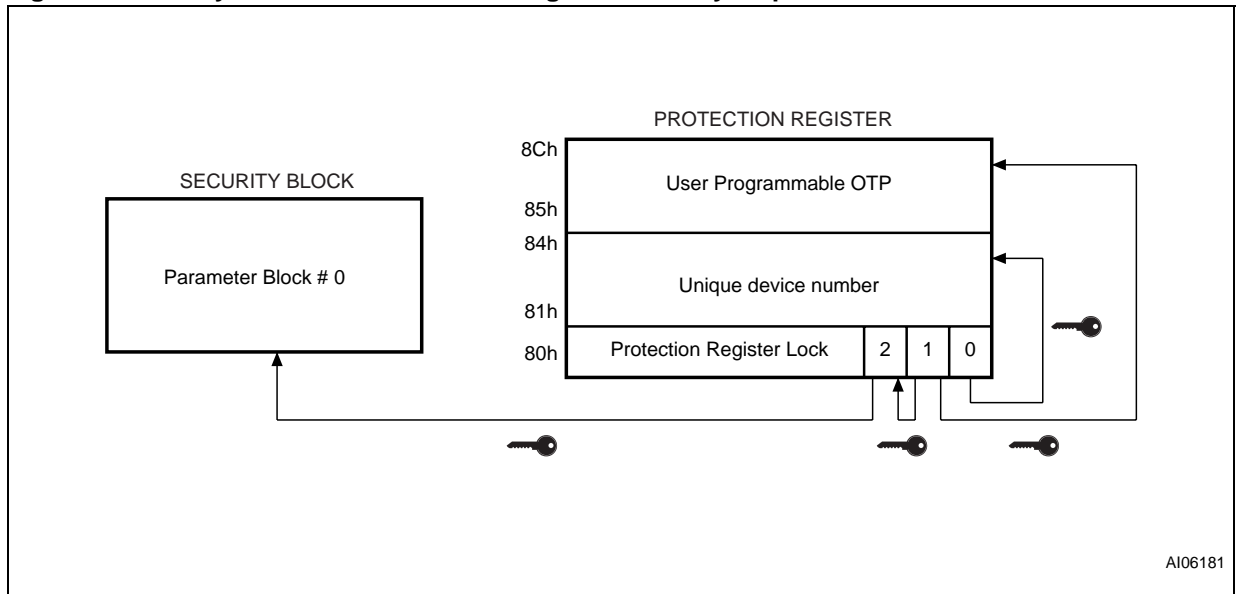 PROTECTION REGISTER
8Ch
User Programmable OTP
SECURITY BLOCK
85h
84h
Parameter Block # 0
Unique device number
81h
80h
Protection Register Lock 2 1 0
AI06181